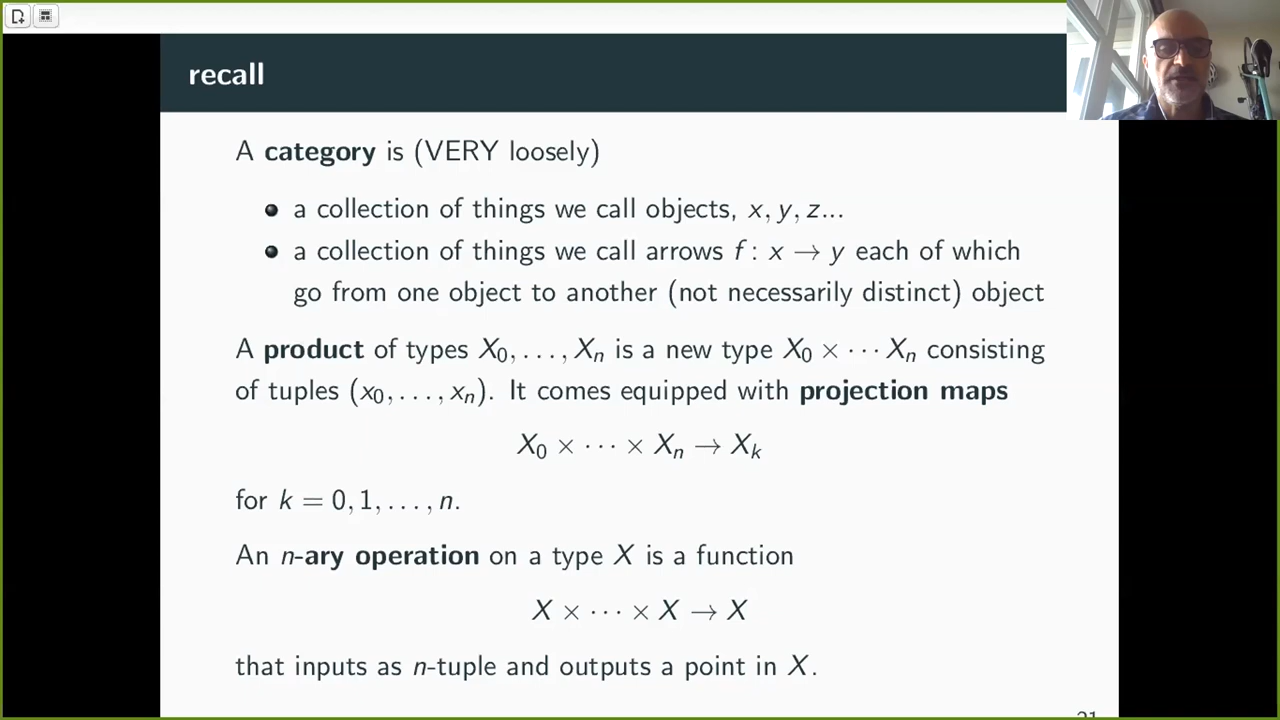 recall
A category is (VERY loosely)
• a collection of things we call objects, x, y, z...
• a collection of things we call arrows f : x → y each of which
go from one object to another (not necessarily distinct) object
A product of types X₀, . . . , Xₙ is a new type X₀ × · · · Xₙ consisting
of tuples (x₀, . . . , xₙ). It comes equipped with projection maps
X₀ × · · · × Xₙ → Xₖ
for k = 0, 1, . . . , n.
An n-ary operation on a type X is a function
X × · · · × X → X
that inputs as n-tuple and outputs a point in X.